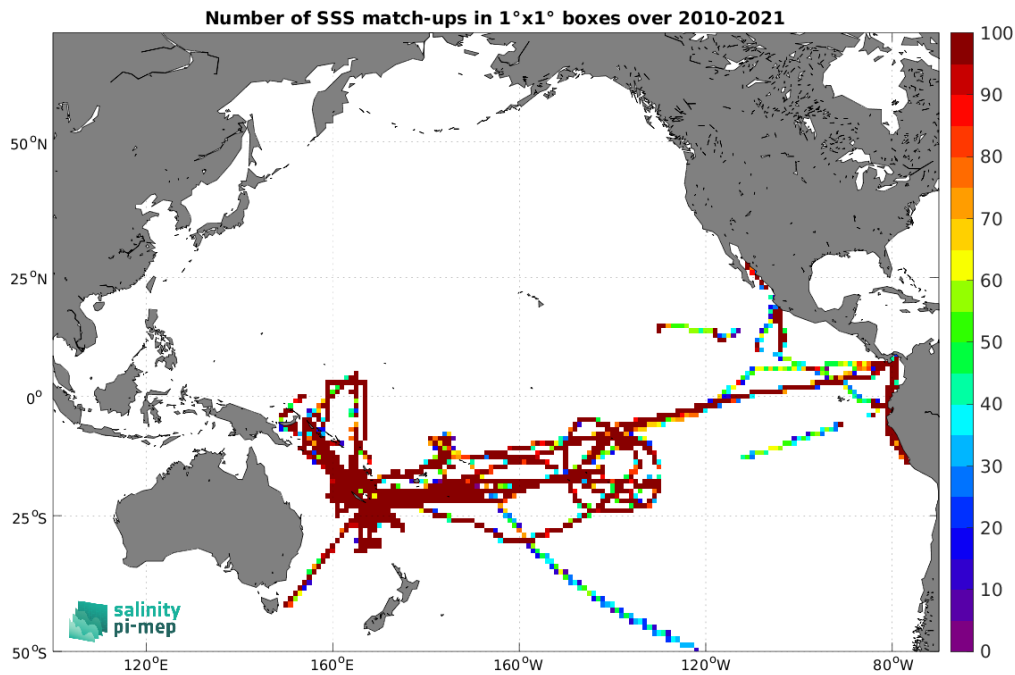 Number of SSS match-ups in 1°x1° boxes over 2010-2021
100
90
80
70
60
50
40
30
20
10
0
50°N
25°N
0°
25°S
50°S
120°E
160°E
160°W
120°W
80°W
salinity
pi-mep